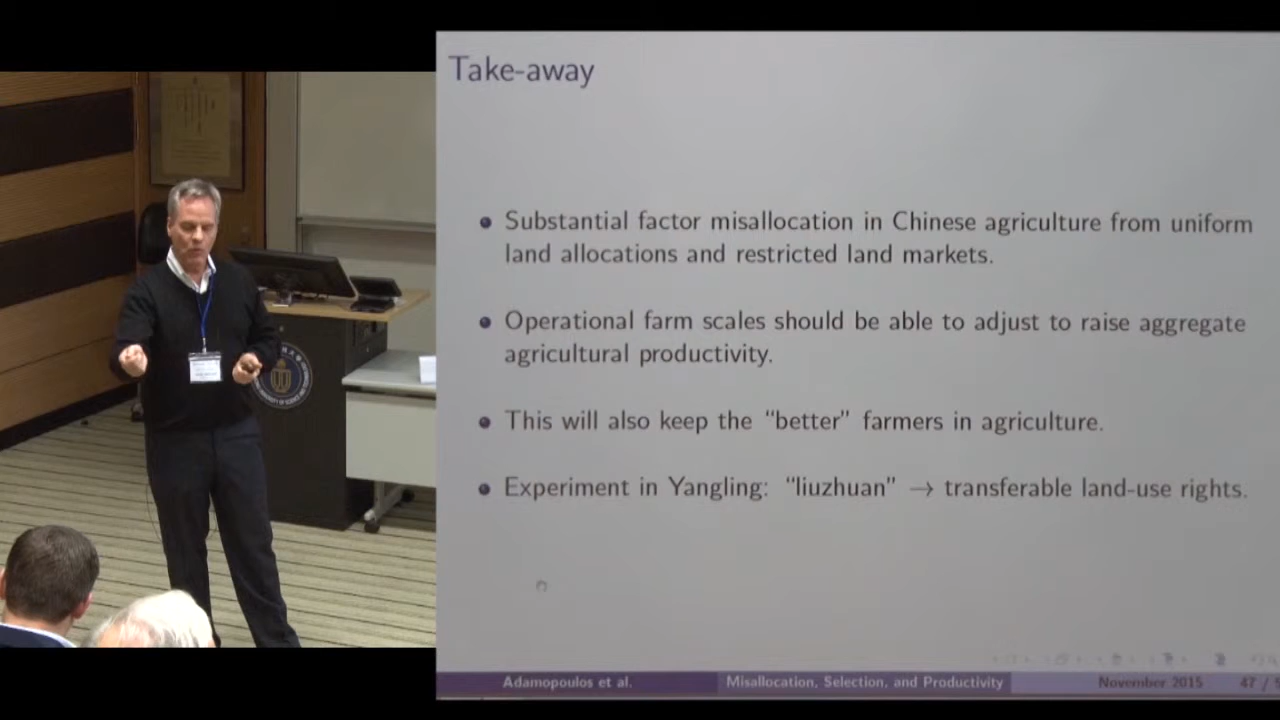 Take-away
Substantial factor misallocation in Chinese agriculture from uniform
land allocations and restricted land markets.
Operational farm scales should be able to adjust to raise aggregate
agricultural productivity.
This will also keep the “better” farmers in agriculture.
Experiment in Yangling: “liuzhuan” → transferable land-use rights.
Adamopoulos et al. Misallocation, Selection, and Productivity November 2015 47 /